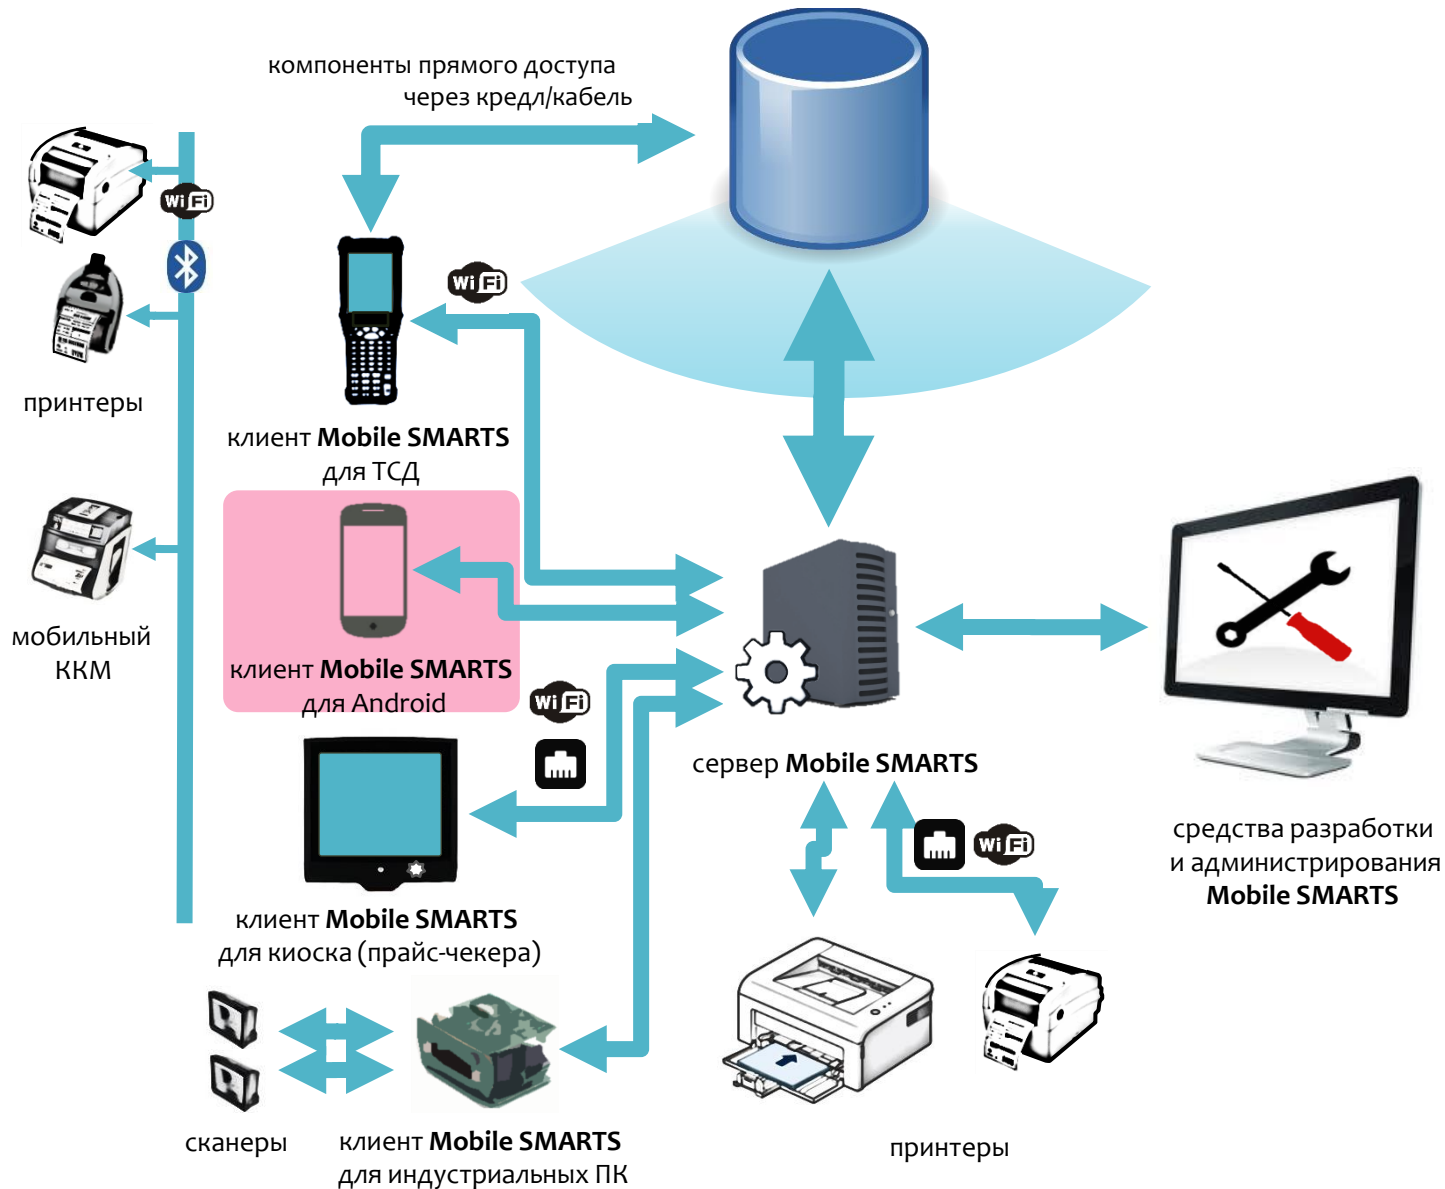 компоненты прямого доступа
через кредл/кабель
Wi Fi
Wi Fi
принтеры
клиент Mobile SMARTS
для ТСД
мобильный
ККМ
клиент Mobile SMARTS
для Android
Wi Fi
сервер Mobile SMARTS
Wi Fi
средства разработки
и администрирования
Mobile SMARTS
клиент Mobile SMARTS
для киоска (прайс-чекера)
сканеры
клиент Mobile SMARTS
для индустриальных ПК
принтеры